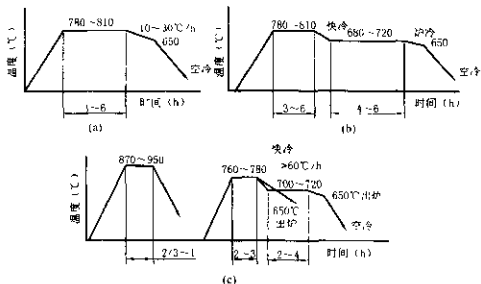 780~810
10~30℃/h
650
空冷
温度（℃）
时间（h）
(a)
780~810
快冷
680~720
炉冷
650
空冷
温度（℃）
3~6
4~6
时间（h）
(b)
870~950
温度（℃）
2/3~1
760~780
快冷
>60℃/h
700~720
650℃
出炉
650℃出炉
空冷
2~3
2~4
时间（h）
(c)